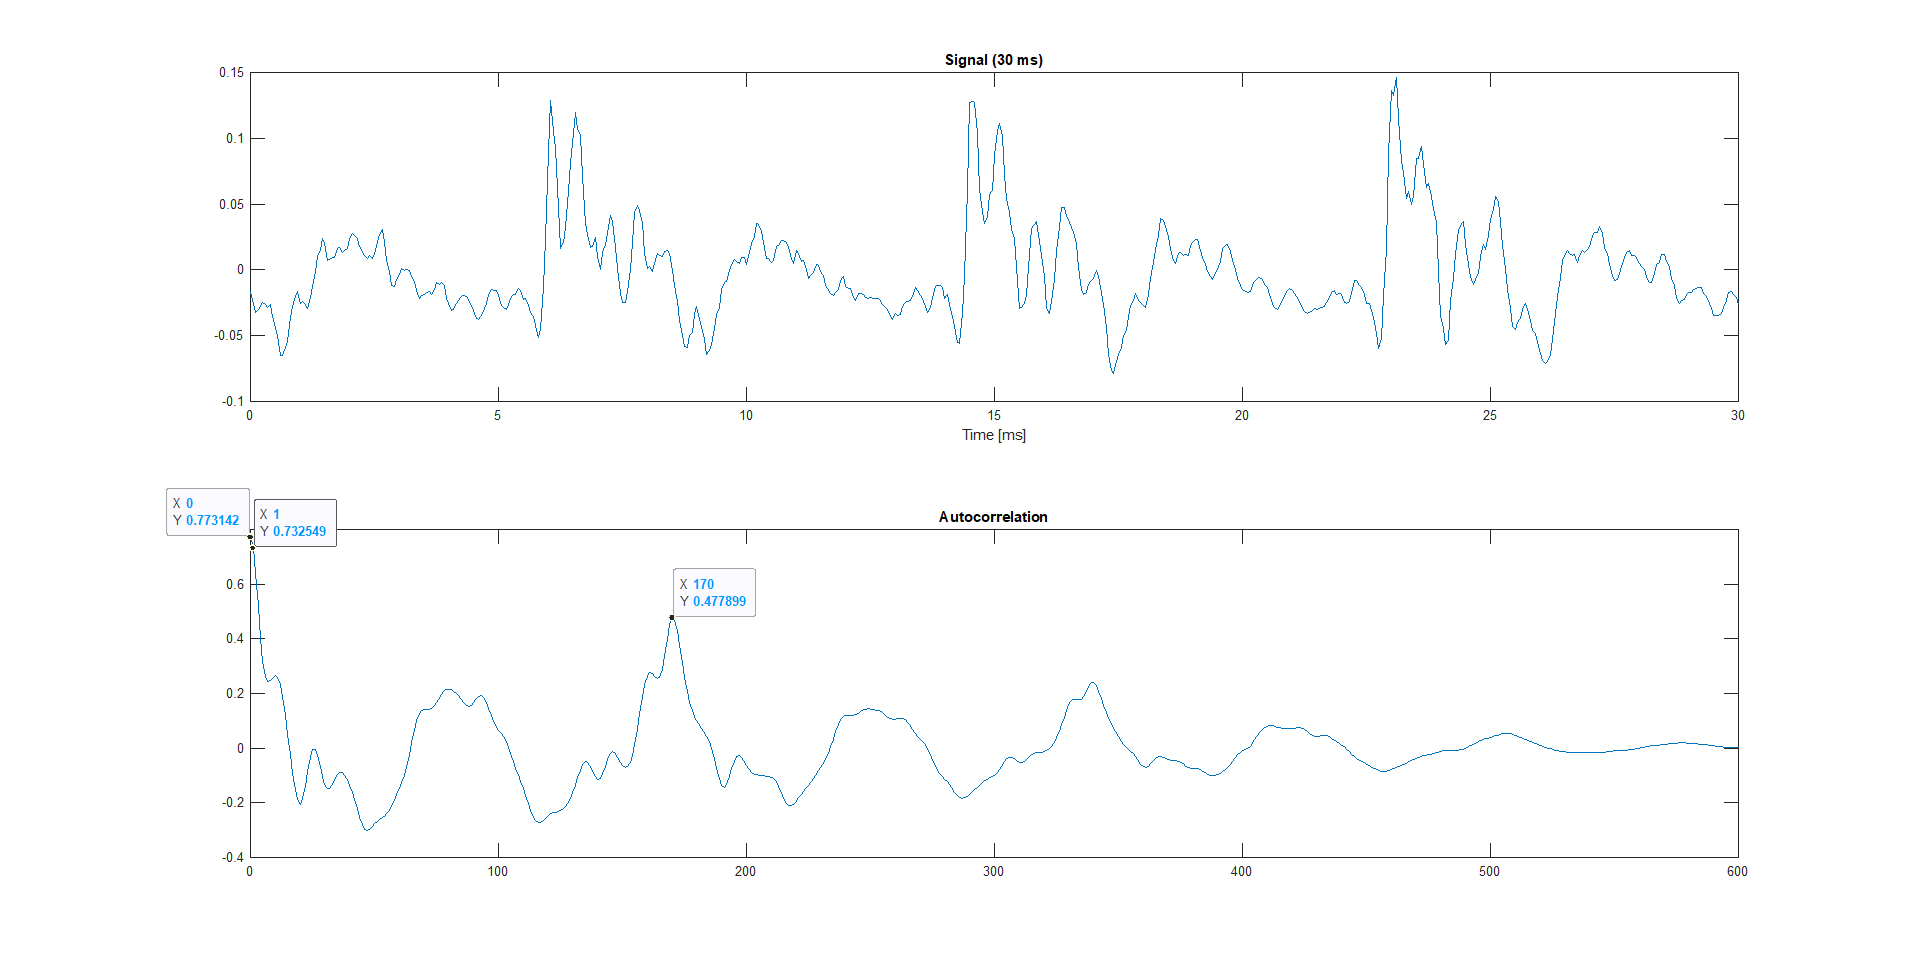 Signal (30 ms)
0.15
0.1
0.05
0
-0.05
-0.1
0 5 10 15 20 25 30
Time [ms]
X 0
Y 0.773142
X 1
Y 0.732549
Autocorrelation
X 170
Y 0.477899
0.6
0.4
0.2
0
-0.2
-0.4
0 100 200 300 400 500 600